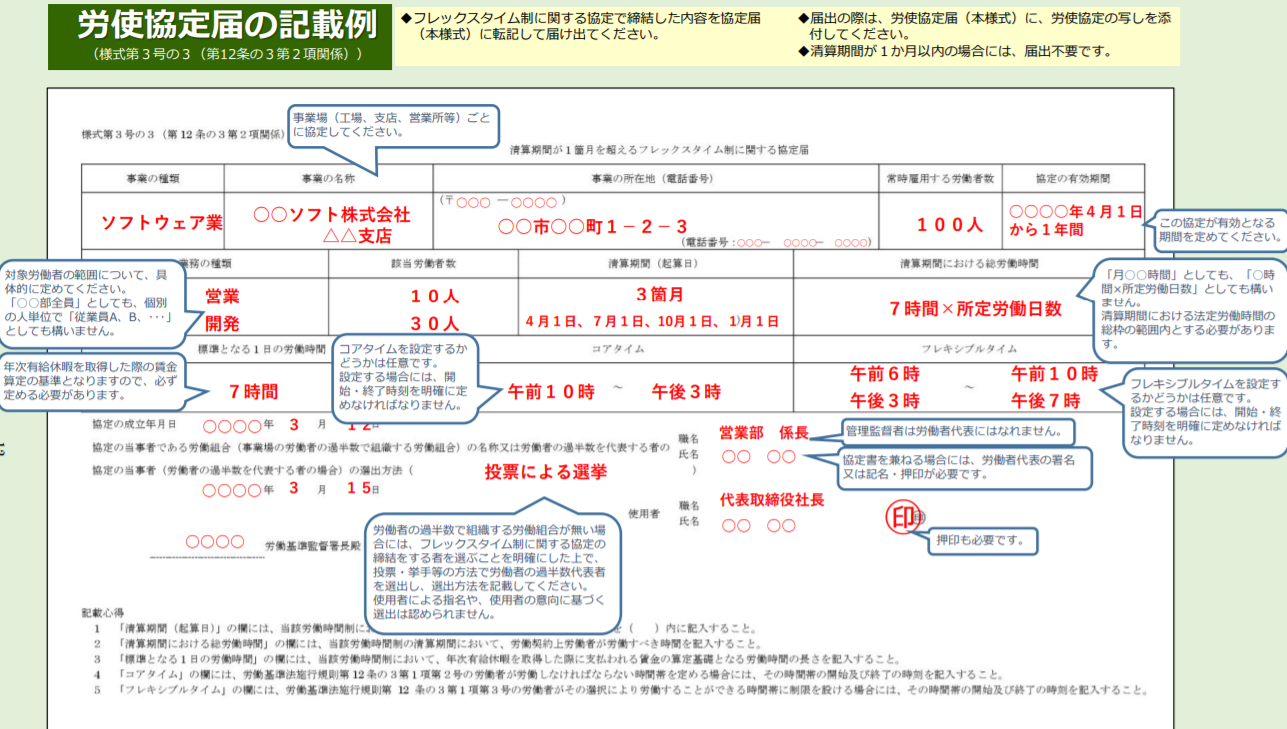 労使協定届の記載例
（様式第３号の３（第12条の３第２項関係））
◆フレックスタイム制に関する協定で締結した内容を協定届
（本様式）に転記して届け出てください。
◆届出の際は、労使協定届（本様式）に、労使協定の写しを添
付してください。
◆清算期間が１か月以内の場合には、届出不要です。
事業場（工場、支店、営業所等）ごと
に協定してください。
様式第３号の３（第 12 条の３第２項関係）
清算期間が１箇月を超えるフレックスタイム制に関する協定届
事業の種類
事業の名称
事業の所在地（電話番号）
常時雇用する労働者数
協定の有効期間
ソフトウェア業
〇〇ソフト株式会社
△△支店
（〒〇〇〇 ―〇〇〇〇 ）
〇〇市〇〇町１－２－３
（電話番号：〇〇〇― 〇〇〇〇― 〇〇〇〇）
１００人
〇〇〇〇年４月１日
から１年間
この協定が有効となる
期間を定めてください。
対象労働者の範囲について、具
体的に定めてください。
「〇〇部全員」としても、個別
の人単位で「従業員A、B、･･･」
としても構いません。
業務の種類
該当労働者数
清算期間（起算日）
清算期間における総労働時間
営業
１０人
開発
３０人
３箇月
４月１日、７月１日、10月１日、１月１日
７時間×所定労働日数
「月〇〇時間」としても、「〇時
間×所定労働日数」としても構い
ません。
清算期間における法定労働時間の
総枠の範囲内とする必要がありま
す。
標準となる１日の労働時間
コアタイム
フレキシブルタイム
年次有給休暇を取得した際の賃金
算定の基準となりますので、必ず
定める必要があります。
７時間
コアタイムを設定するか
どうかは任意です。
設定する場合には、開
始・終了時刻を明確に定
めなければなりません。
午前１０時 ～ 午後３時
午前６時 ～ 午前１０時
午後３時 午後７時
フレキシブルタイムを設定す
るかどうかは任意です。
設定する場合には、開始・終
了時刻を明確に定めなければ
なりません。
協定の成立年月日 〇〇〇〇年 ３ 月 １２日
協定の当事者である労働組合（事業場の労働者の過半数で組織する労働組合）の名称又は労働者の過半数を代表する者の
職名 営業部 係長
氏名 〇〇 〇〇
管理監督者は労働者代表にはなれません。
協定書を兼ねる場合には、労働者代表の署名
又は記名・押印が必要です。
協定の当事者（労働者の過半数を代表する者の場合）の選出方法（ 投票による選挙 ）
〇〇〇〇年 ３ 月 １５日
使用者
職名 代表取締役社長
氏名 〇〇 〇〇
印
押印も必要です。
〇〇〇〇 労働基準監督署長殿
労働者の過半数で組織する労働組合が無い場
合には、フレックスタイム制に関する協定の
締結をする者を選ぶことを明確にした上で、
投票・挙手等の方法で労働者の過半数代表者
を選出し、選出方法を記載してください。
使用者による指名や、使用者の意向に基づく
選出は認められません。
記載心得
１ 「清算期間（起算日）」の欄には、当該労働時間制に を（ ）内に記入すること。
２ 「清算期間における総労働時間」の欄には、当該労働時間制の清算期間において、労働契約上労働者が労働すべき時間を記入すること。
３ 「標準となる１日の労働時間」の欄には、当該労働時間制において、年次有給休暇を取得した際に支払われる賃金の算定基礎となる労働時間の長さを記入すること。
４ 「コアタイム」の欄には、労働基準法施行規則第 12 条の３第１項第２号の労働者が労働しなければならない時間帯を定める場合には、その時間帯の開始及び終了の時刻を記入すること。
５ 「フレキシブルタイム」の欄には、労働基準法施行規則第 12 条の３第１項第３号の労働者がその選択により労働することができる時間帯に制限を設ける場合には、その時間帯の開始及び終了の時刻を記入すること。